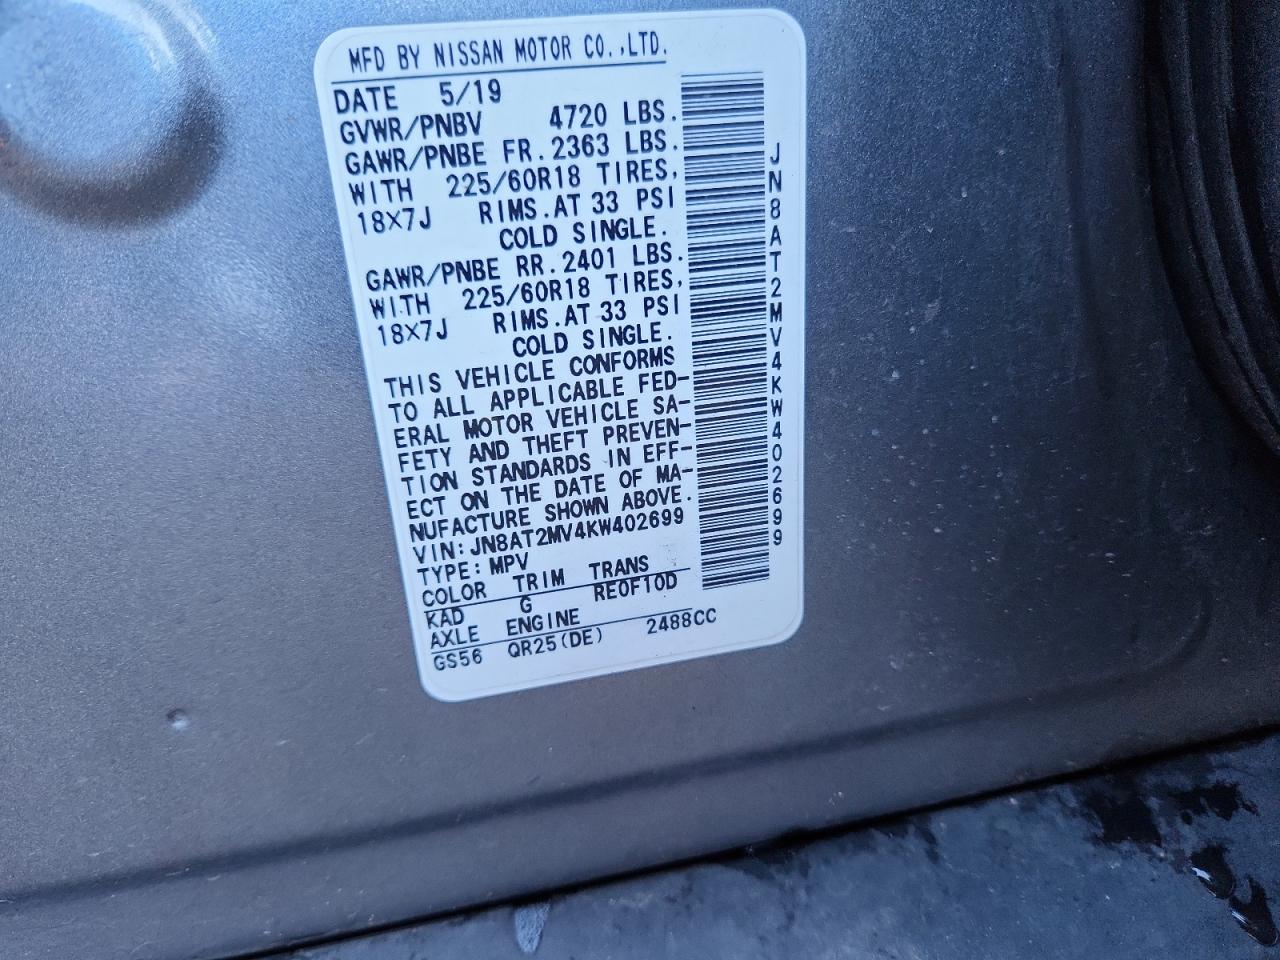 MFD BY NISSAN MOTOR CO.,LTD.
DATE 5/19
GVWR/PNBV 4720 LBS.
GAWR/PNBE FR.2363 LBS.
WITH 225/60R18 TIRES,
18X7J RIMS.AT 33 PSI
COLD SINGLE.
GAWR/PNBE RR.2401 LBS.
WITH 225/60R18 TIRES,
18X7J RIMS.AT 33 PSI
COLD SINGLE.
THIS VEHICLE CONFORMS
TO ALL APPLICABLE FED-
ERAL MOTOR VEHICLE SA-
FETY AND THEFT PREVEN-
TION STANDARDS IN EFF-
ECT ON THE DATE OF MA-
NUFACTURE SHOWN ABOVE.
VIN:JN8AT2MV4KW402699
TYPE:MPV
COLOR TRIM TRANS
KAD G RE0F10D
AXLE ENGINE
GS56 QR25(DE) 2488CC
JN8AT2MV4KW402699